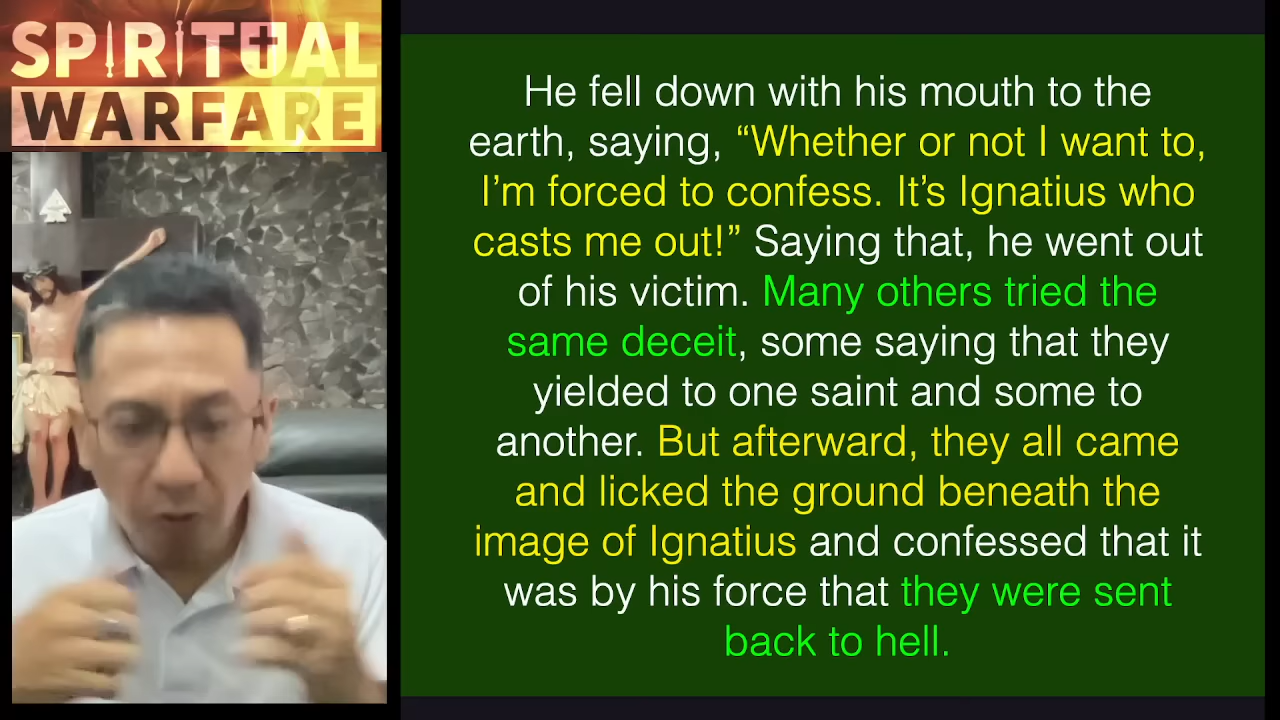 SPIRITUAL
WARFARE
He fell down with his mouth to the
earth, saying, “Whether or not I want to,
I’m forced to confess. It’s Ignatius who
casts me out!” Saying that, he went out
of his victim. Many others tried the
same deceit, some saying that they
yielded to one saint and some to
another. But afterward, they all came
and licked the ground beneath the
image of Ignatius and confessed that it
was by his force that they were sent
back to hell.